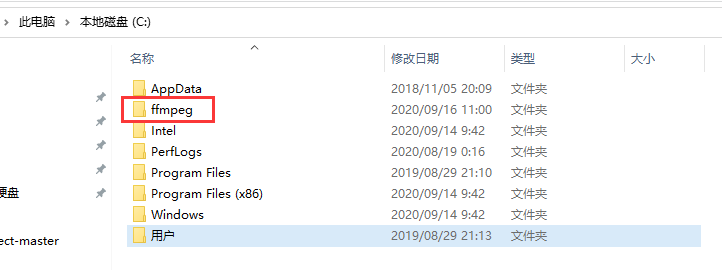 此电脑 › 本地磁盘 (C:) ›
名称 修改日期 类型 大小
AppData 2018/11/05 20:09 文件夹
ffmpeg 2020/09/16 11:00 文件夹
Intel 2020/09/14 9:42 文件夹
PerfLogs 2020/08/19 0:16 文件夹
Program Files 2019/08/29 21:10 文件夹
Program Files (x86) 2020/09/14 9:42 文件夹
硬盘
Windows 2020/09/14 9:42 文件夹
用户 2019/08/29 21:13 文件夹
ect-master